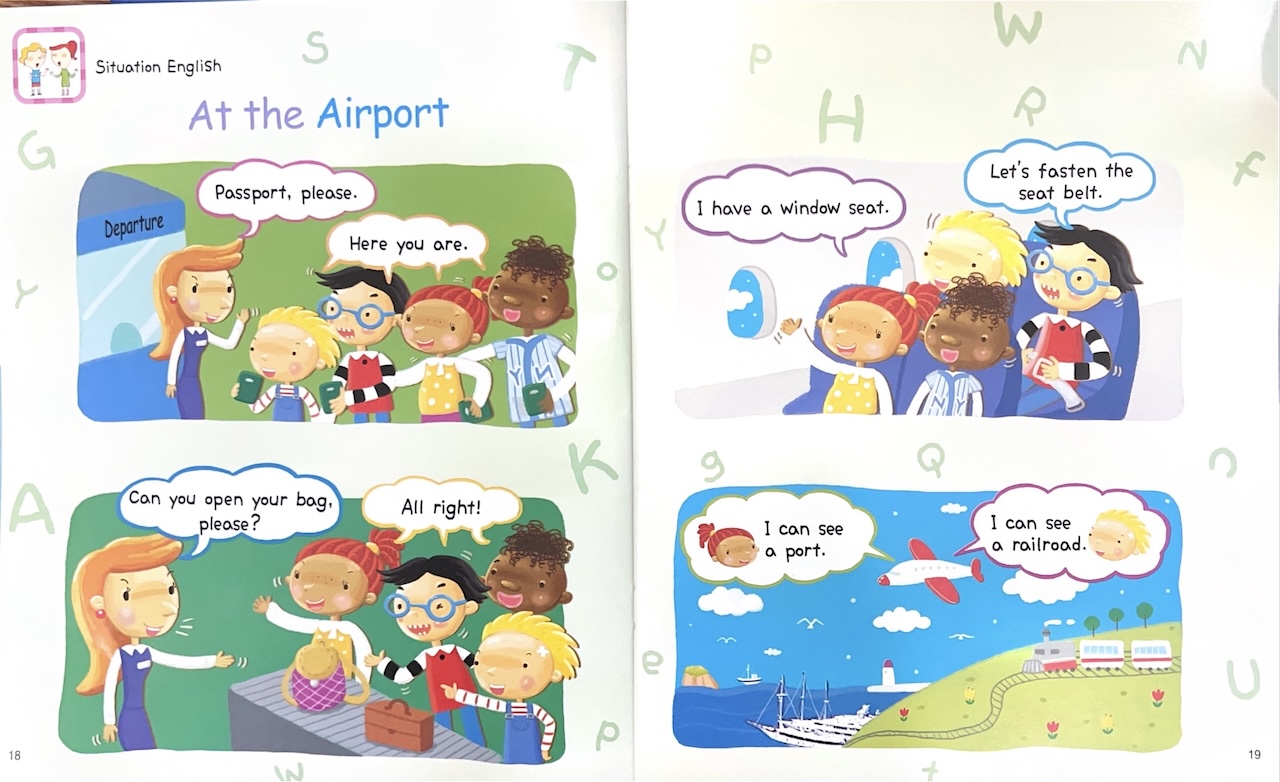 Situation English
At the Airport
S
T
G
Passport, please.
Here you are.
Departure
Y
A
K
Can you open your bag,
please?
All right!
P
W
18
P
W
N
H
R
f
Y
o
I have a window seat.
Let's fasten the
seat belt.
g
Q
n
I can see
a port.
I can see
a railroad.
e
U
t
19